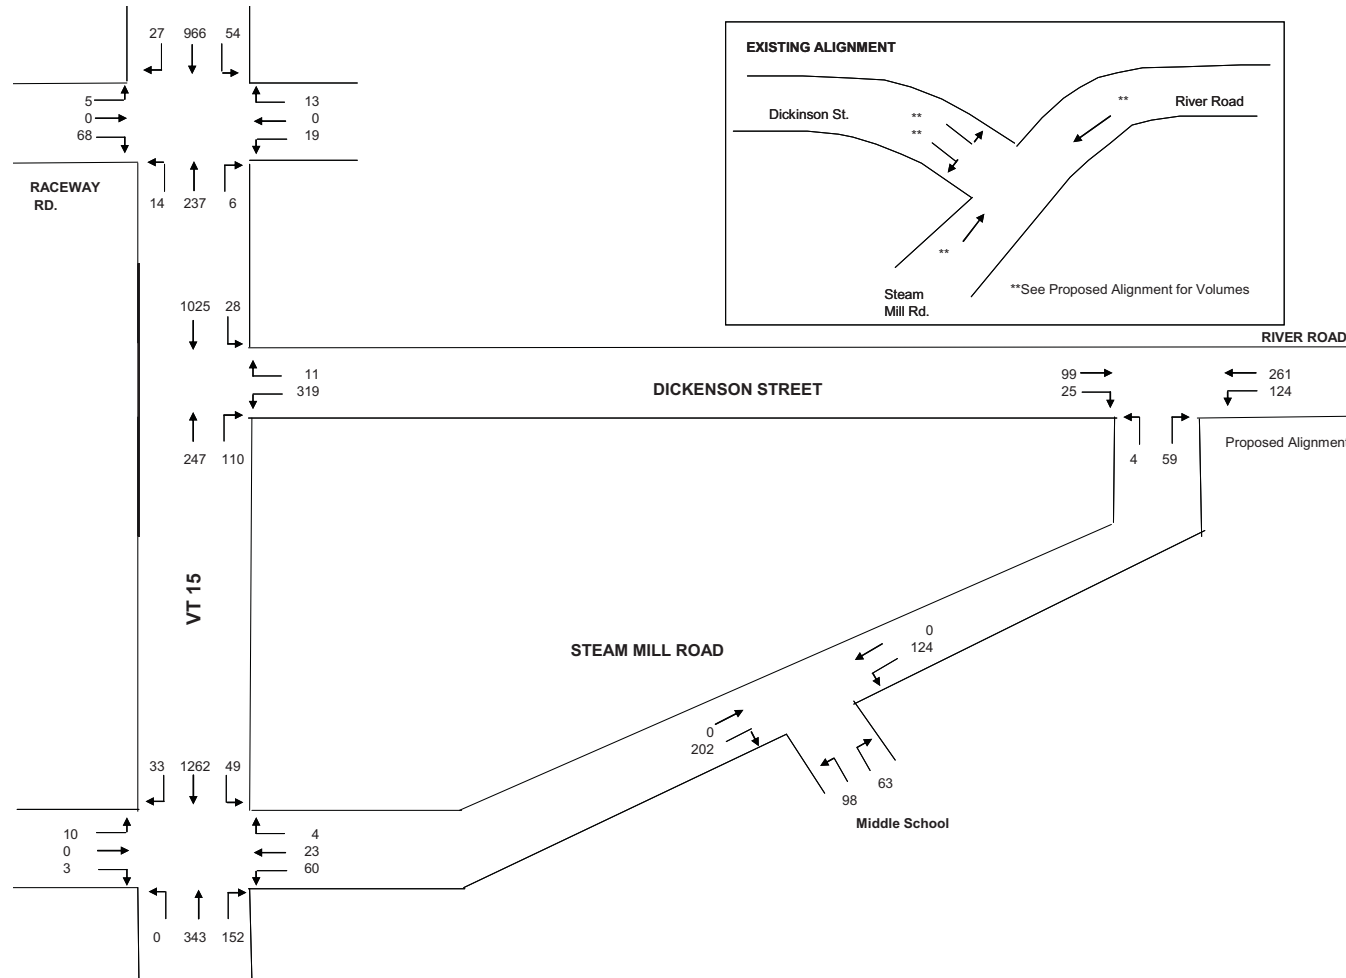 27 966 54
5
0
68
13
0
19
RACEWAY
RD.
14 237 6
EXISTING ALIGNMENT
Dickinson St.
**
**
**
River Road
**
Steam
Mill Rd.
**See Proposed Alignment for Volumes
1025 28
RIVER ROAD
11
319
DICKENSON STREET
99
25
261
124
247 110
4 59
Proposed Alignment
VT 15
STEAM MILL ROAD
0
124
0
202
98
63
Middle School
33 1262 49
10
0
3
4
23
60
0 343 152